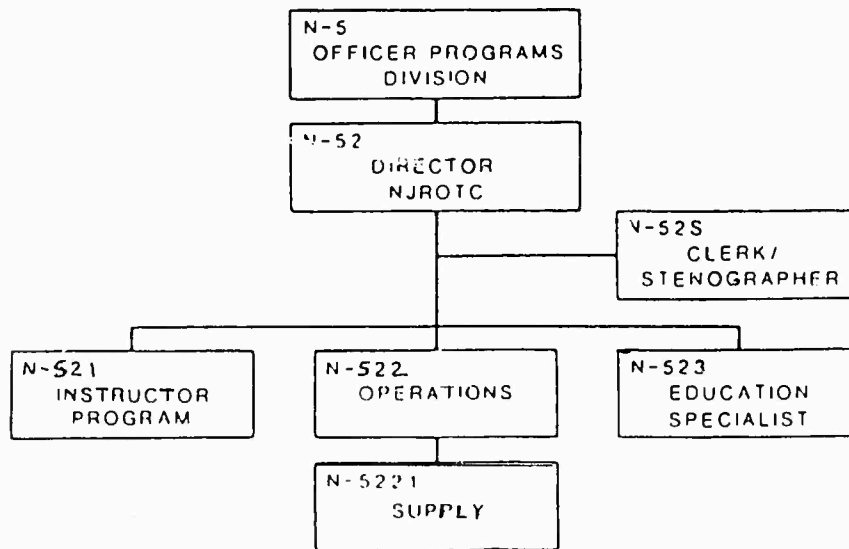 N-5
OFFICER PROGRAMS
DIVISION
N-52
DIRECTOR
NJROTC
N-52S
CLERK/
STENOGRAPHER
N-521
INSTRUCTOR
PROGRAM
N-522
OPERATIONS
N-523
EDUCATION
SPECIALIST
N-5221
SUPPLY